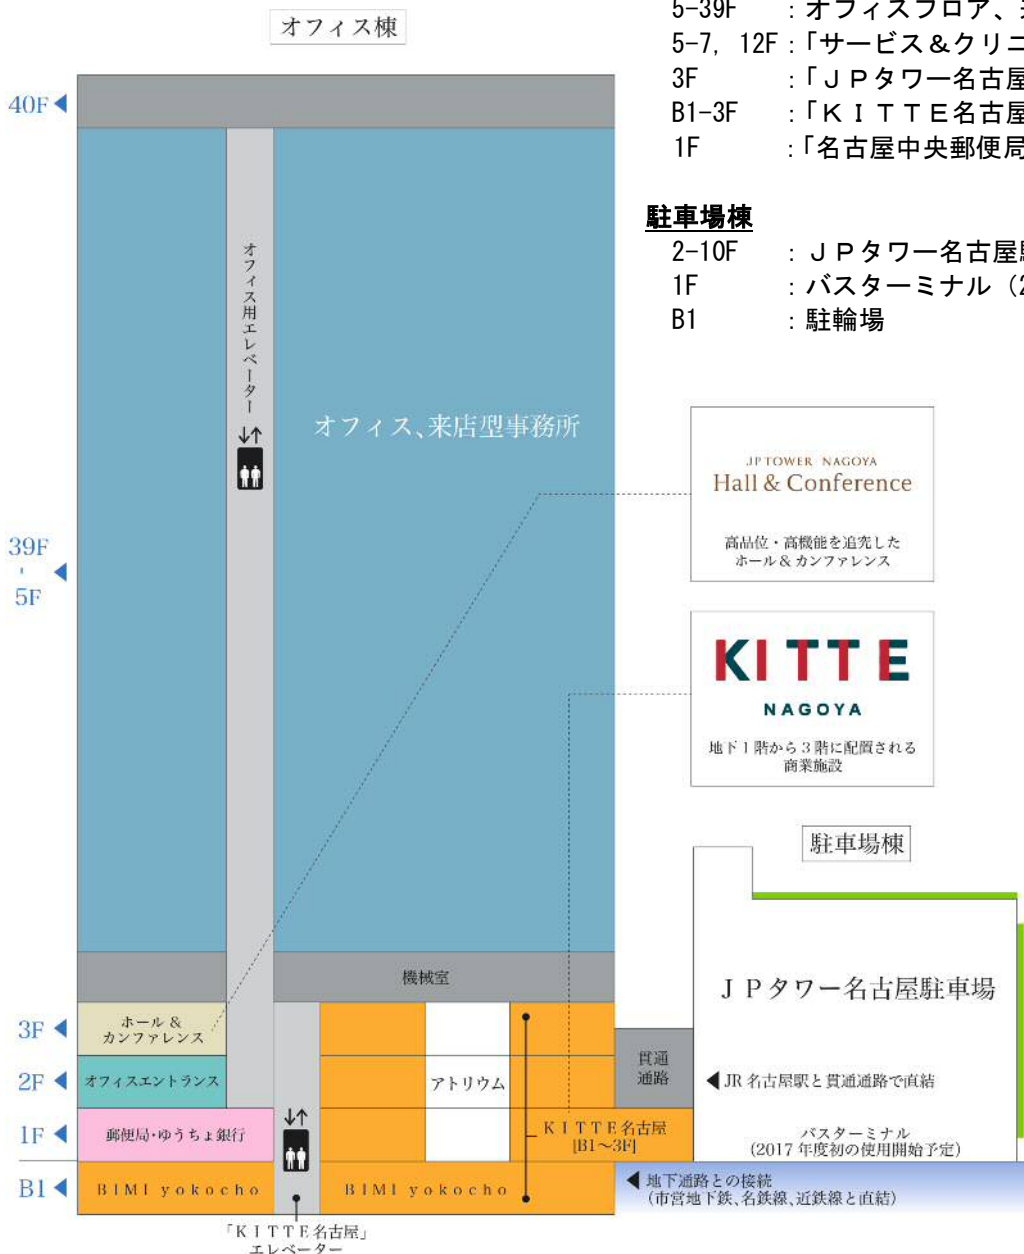 オフィス棟
5-39F : オフィスフロア、
5-7, 12F : 「サービス&クリニ
3F : 「JPタワー名古屋
B1-3F : 「KITTE名古屋
1F : 「名古屋中央郵便局
駐車場棟
2-10F : JPタワー名古屋
1F : バスターミナル（2
B1 : 駐輪場
40F
オフィス用エレベーター
オフィス、来店型事務所
39F
-
5F
JP TOWER NAGOYA
Hall & Conference
高品位・高機能を追究した
ホール＆カンファレンス
KITTE
NAGOYA
地下1階から3階に配置される
商業施設
駐車場棟
機械室
JPタワー名古屋駐車場
3F
ホール＆
カンファレンス
貫通
通路
2F
オフィスエントランス
アトリウム
JR名古屋駅と貫通通路で直結
1F
郵便局・ゆうちょ銀行
KITTE名古屋
[B1～3F]
バスターミナル
(2017年度初の使用開始予定)
B1
BIMI yokocho
BIMI yokocho
地下通路との接続
(市営地下鉄、名鉄線、近鉄線と直結)
「KITTE名古屋」
エレベーター